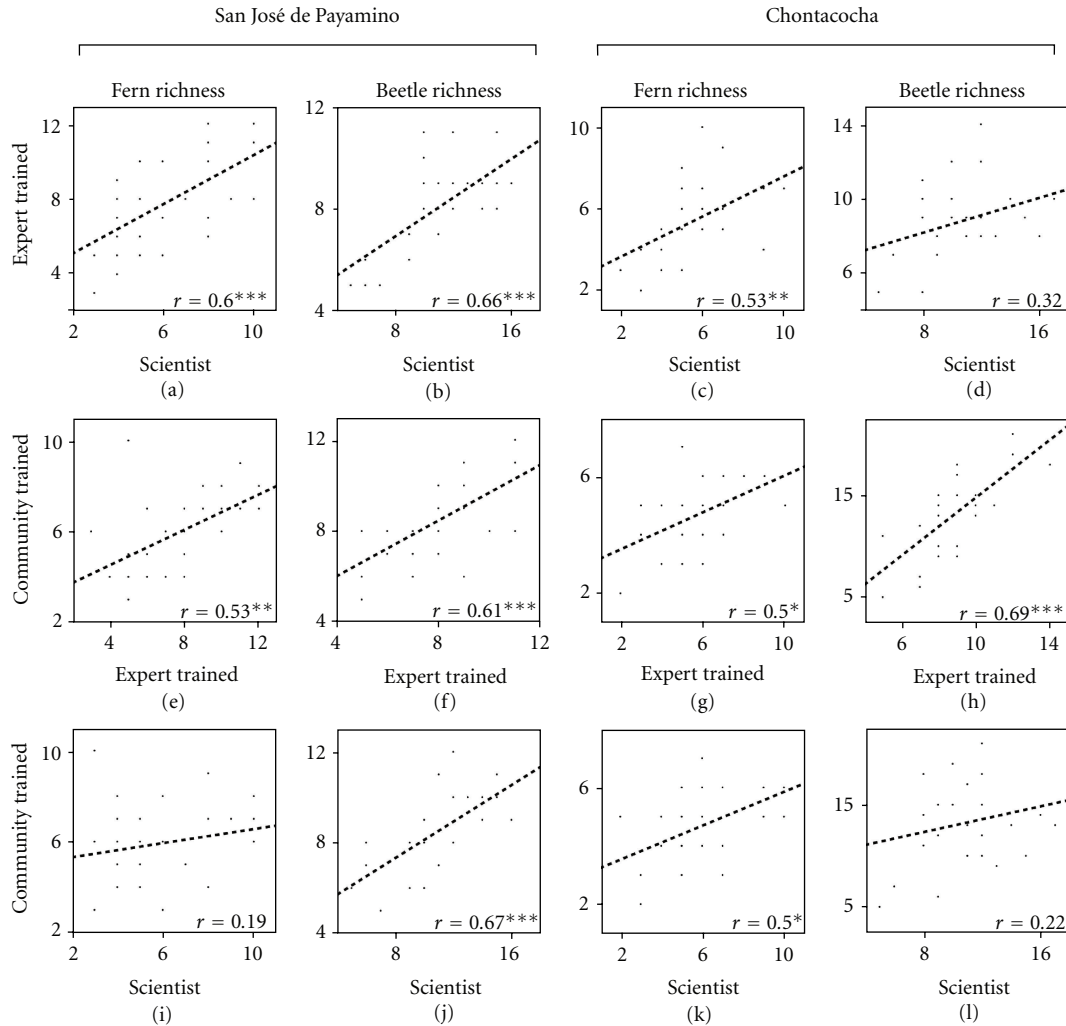 San José de Payamino Chontacocha
Fern richness Beetle richness Fern richness Beetle richness
Expert trained
12
8
4
2 6 10
r = 0.6***
Scientist
(a)
12
8
4
8 16
r = 0.66***
Scientist
(b)
10
6
2
2 6 10
r = 0.53**
Scientist
(c)
14
10
6
8 16
r = 0.32
Scientist
(d)
Community trained
10
6
2
4 8 12
r = 0.53**
Expert trained
(e)
12
8
4
4 8 12
r = 0.61***
Expert trained
(f)
6
2
2 6 10
r = 0.5*
Expert trained
(g)
15
5
6 10 14
r = 0.69***
Expert trained
(h)
Community trained
10
6
2
2 6 10
r = 0.19
Scientist
(i)
12
8
4
8 16
r = 0.67***
Scientist
(j)
6
2
2 6 10
r = 0.5*
Scientist
(k)
15
5
8 16
r = 0.22
Scientist
(l)